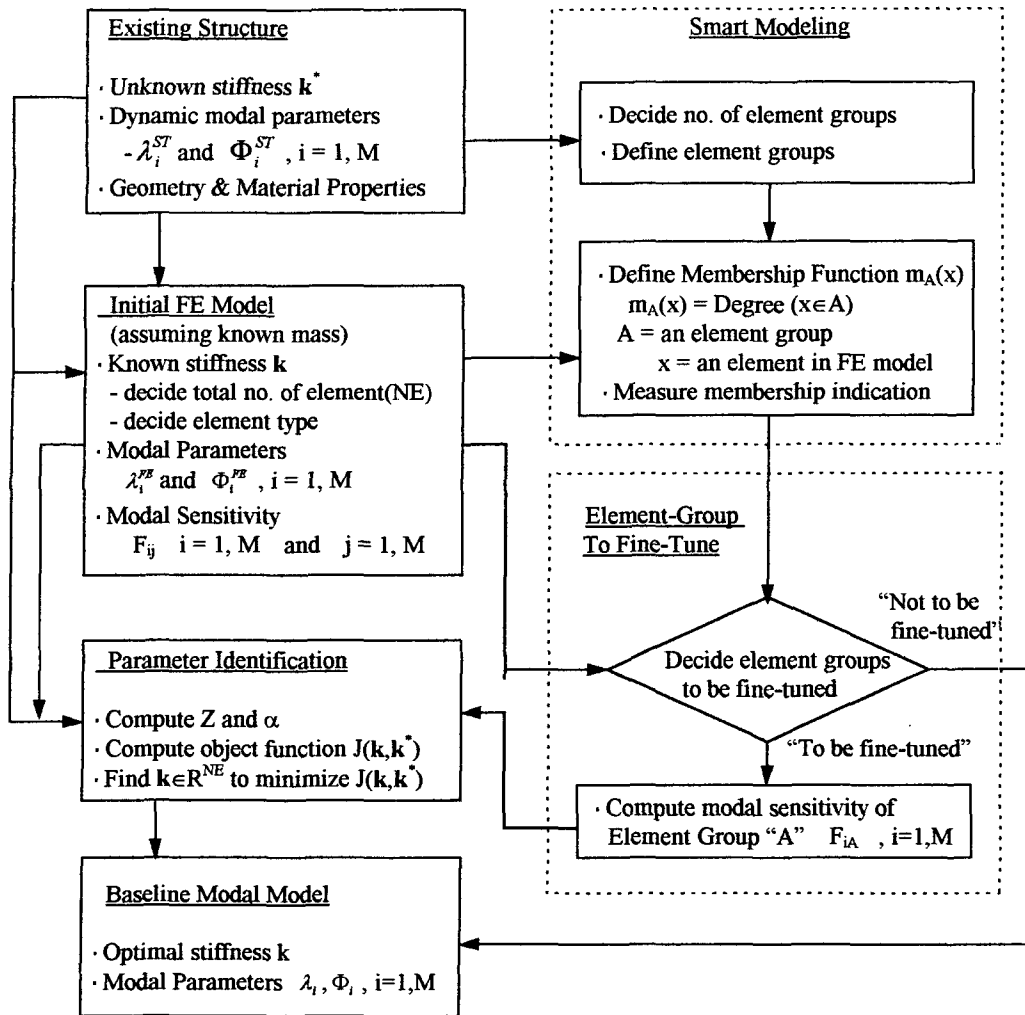 Existing Structure
· Unknown stiffness k*
· Dynamic modal parameters
- λ_i^ST and Φ_i^ST , i = 1, M
· Geometry & Material Properties
Initial FE Model
(assuming known mass)
· Known stiffness k
- decide total no. of element(NE)
- decide element type
· Modal Parameters
λ_i^FE and Φ_i^FE , i = 1, M
· Modal Sensitivity
F_ij i = 1, M and j = 1, M
Parameter Identification
· Compute Z and α
· Compute object function J(k,k*)
· Find k∈R^NE to minimize J(k,k*)
Baseline Modal Model
· Optimal stiffness k
· Modal Parameters λ_i , Φ_i , i=1,M
Smart Modeling
· Decide no. of element groups
· Define element groups
· Define Membership Function m_A(x)
m_A(x) = Degree (x∈A)
A = an element group
x = an element in FE model
· Measure membership indication
Element-Group
To Fine-Tune
Decide element groups
to be fine-tuned
“Not to be
fine-tuned”
“To be fine-tuned”
· Compute modal sensitivity of
Element Group “A” F_iA , i=1,M